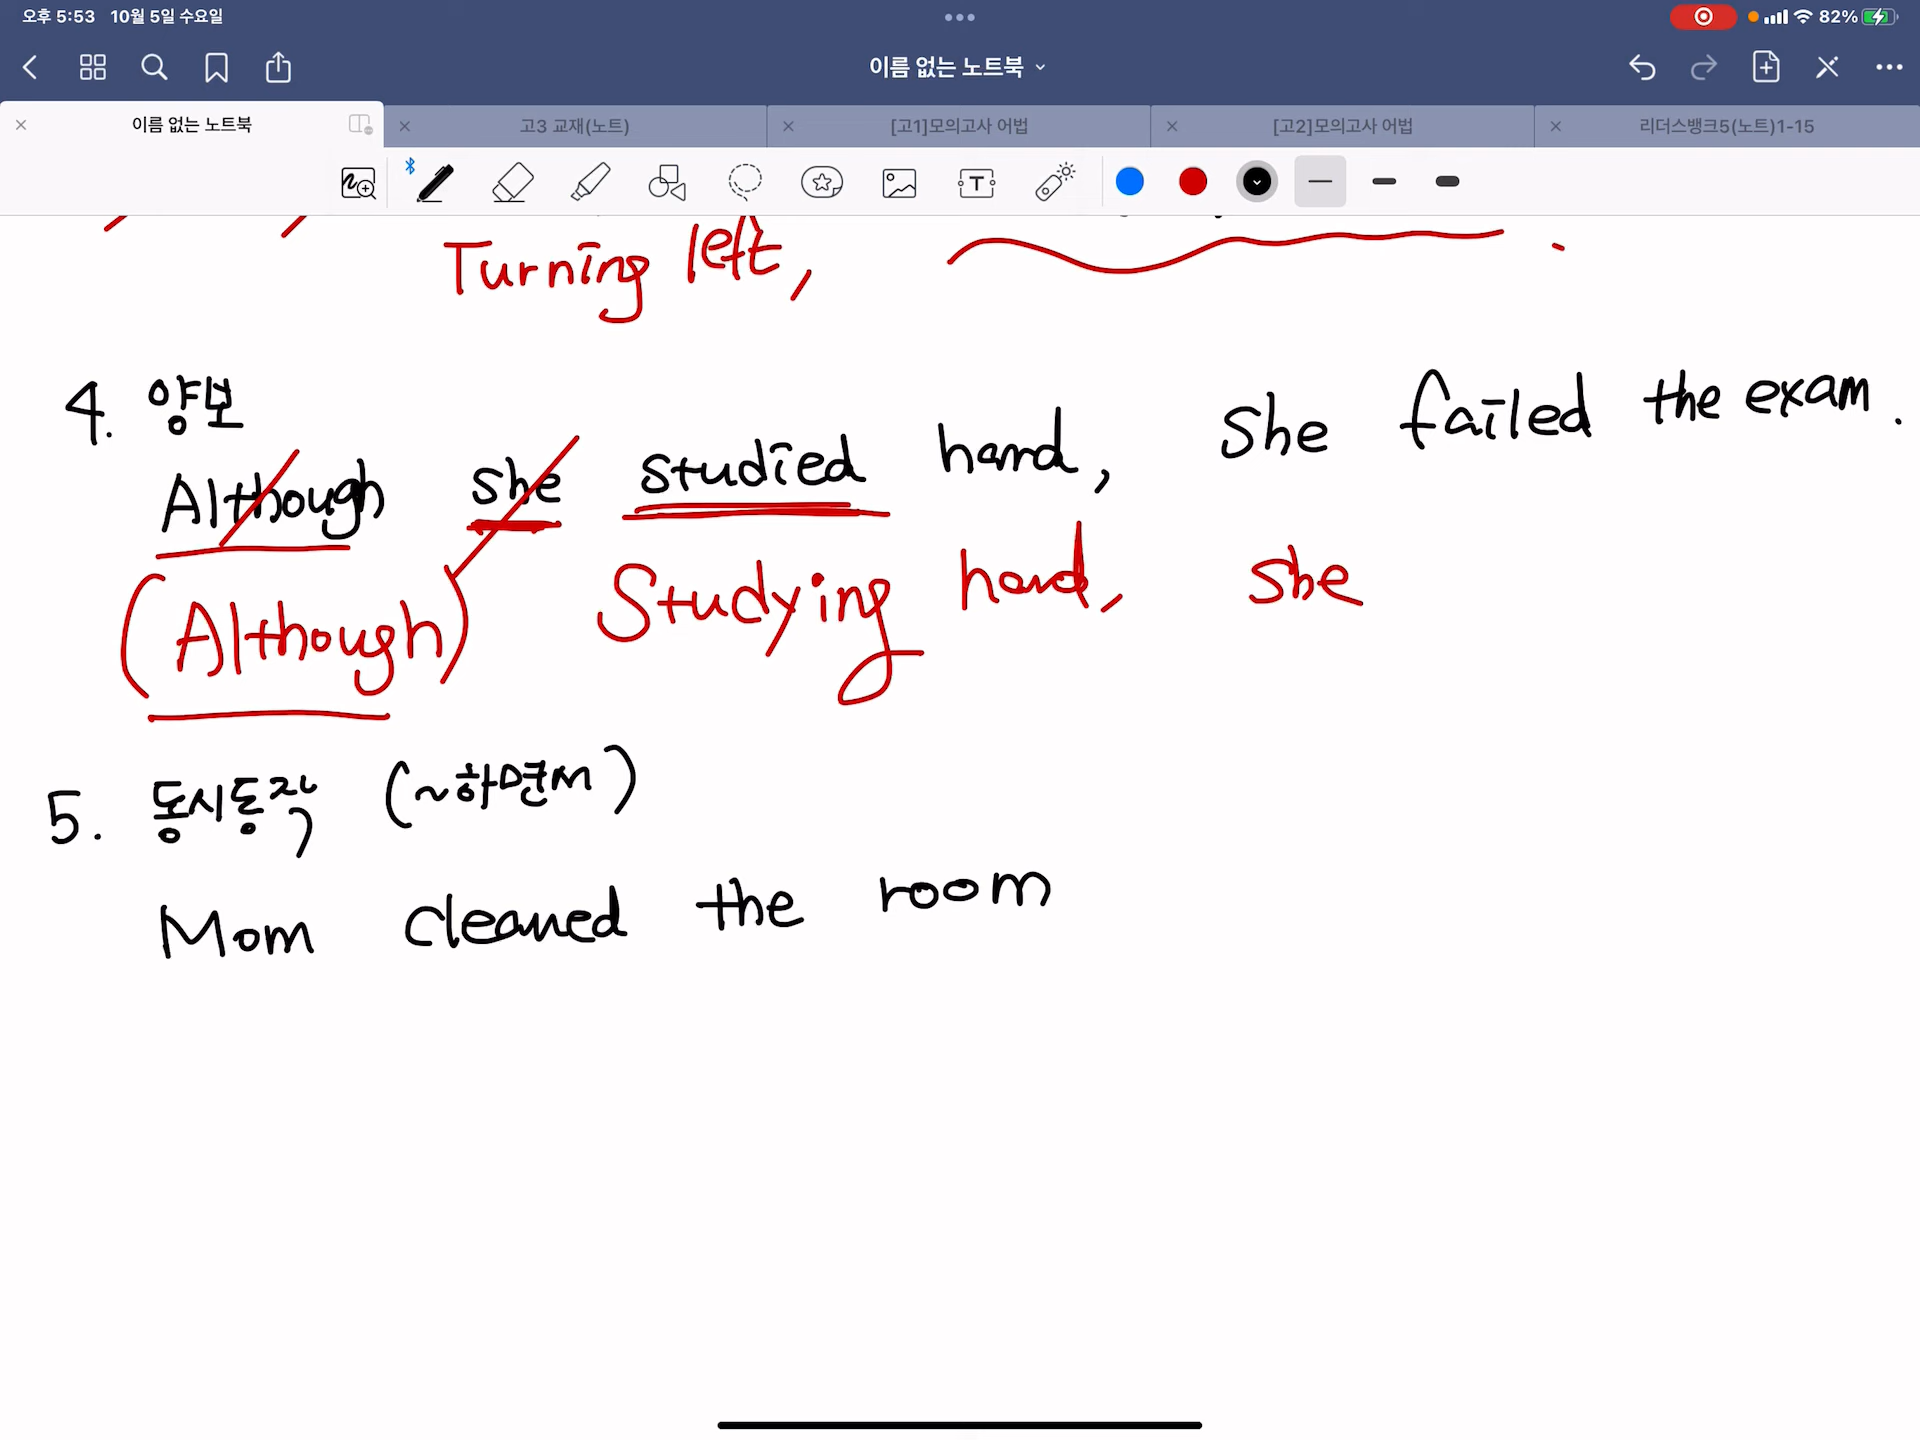 오후 5:53 10월 5일 수요일 82%
이름 없는 노트북
이름 없는 노트북 고3 교재(노트) [고1]모의고사 어법 [고2]모의고사 어법 리더스뱅크5(노트)1-15
Turning left,
4. 양보
Although she studied hard, She failed the exam.
(Although) Studying hard, she
5. 동시동작 (~하면서)
Mom cleaned the room